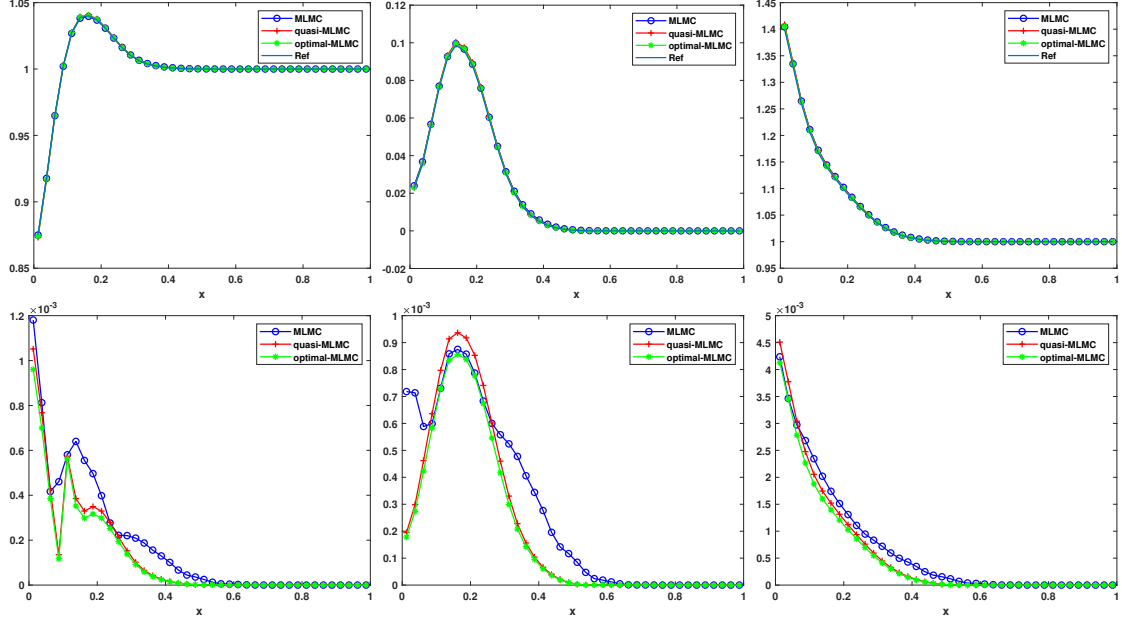 1.05
1
0.95
0.9
0.85
0 0.2 0.4 0.6 0.8 1
x
MLMC
quasi-MLMC
optimal-MLMC
Ref
0.12
0.1
0.08
0.06
0.04
0.02
0
-0.02
0 0.2 0.4 0.6 0.8 1
x
MLMC
quasi-MLMC
optimal-MLMC
Ref
1.45
1.4
1.35
1.3
1.25
1.2
1.15
1.1
1.05
1
0.95
0 0.2 0.4 0.6 0.8 1
x
MLMC
quasi-MLMC
optimal-MLMC
Ref
×10-3
1.2
1
0.8
0.6
0.4
0.2
0
0 0.2 0.4 0.6 0.8 1
x
MLMC
quasi-MLMC
optimal-MLMC
×10-3
1
0.9
0.8
0.7
0.6
0.5
0.4
0.3
0.2
0.1
0
0 0.2 0.4 0.6 0.8 1
x
MLMC
quasi-MLMC
optimal-MLMC
×10-3
5
4.5
4
3.5
3
2.5
2
1.5
1
0.5
0
0 0.2 0.4 0.6 0.8 1
x
MLMC
quasi-MLMC
optimal-MLMC